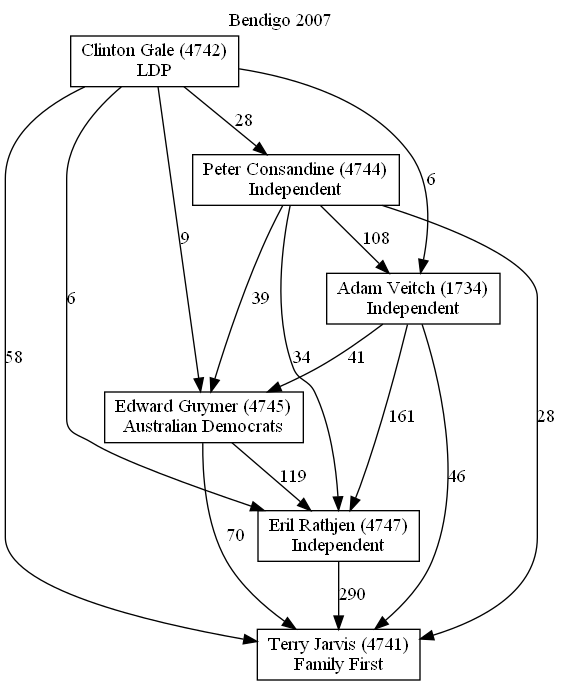 Bendigo 2007
Clinton Gale (4742)
LDP
28
Peter Consandine (4744)
Independent
6
9
108
Adam Veitch (1734)
Independent
6
39
34
41
58
161
28
Edward Guymer (4745)
Australian Democrats
119
46
Eril Rathjen (4747)
Independent
70
290
Terry Jarvis (4741)
Family First